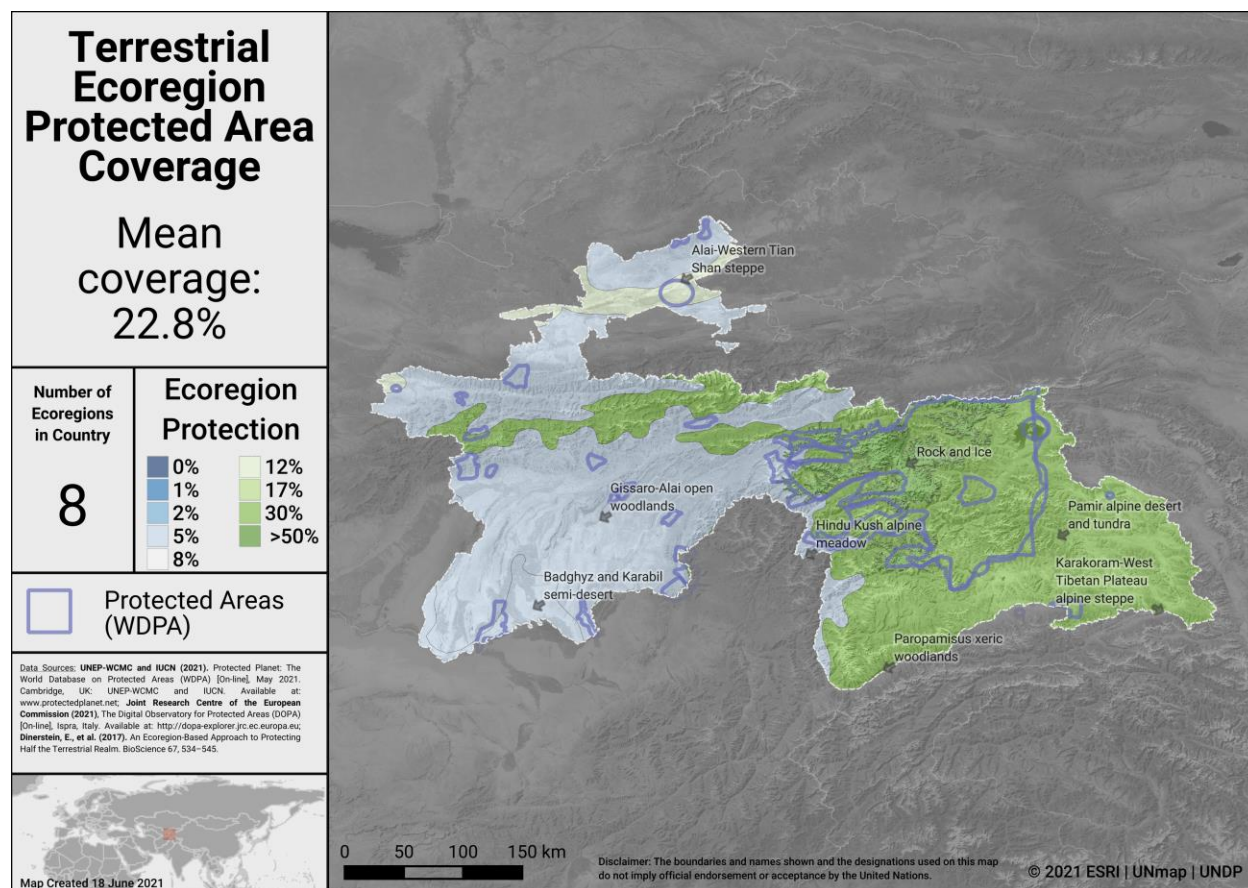 Terrestrial
Ecoregion
Protected Area
Coverage
Mean
coverage:
22.8%
Number of
Ecoregions
in Country
8
Ecoregion
Protection
0%
1%
2%
5%
8%
12%
17%
30%
>50%
Protected Areas
(WDPA)
Data Sources: UNEP-WCMC and IUCN (2021). Protected Planet: The
World Database on Protected Areas (WDPA) [On-line], May 2021.
Cambridge, UK: UNEP-WCMC and IUCN. Available at:
www.protectedplanet.net; Joint Research Centre of the European
Commission (2021), The Digital Observatory for Protected Areas (DOPA)
[On-line], Ispra, Italy. Available at: http://dopa-explorer.jrc.ec.europa.eu;
Dinerstein, E., et al. (2017). An Ecoregion-Based Approach to Protecting
Half the Terrestrial Realm. BioScience 67, 534–545.
Map Created 18 June 2021
Alai-Western Tian
Shan steppe
Rock and Ice
Gissaro-Alai open
woodlands
Pamir alpine desert
and tundra
Hindu Kush alpine
meadow
Badghyz and Karabil
semi-desert
Karakoram-West
Tibetan Plateau
alpine steppe
Paropamisus xeric
woodlands
0 50 100 150 km
Disclaimer: The boundaries and names shown and the designations used on this map
do not imply official endorsement or acceptance by the United Nations.
© 2021 ESRI | UNmap | UNDP